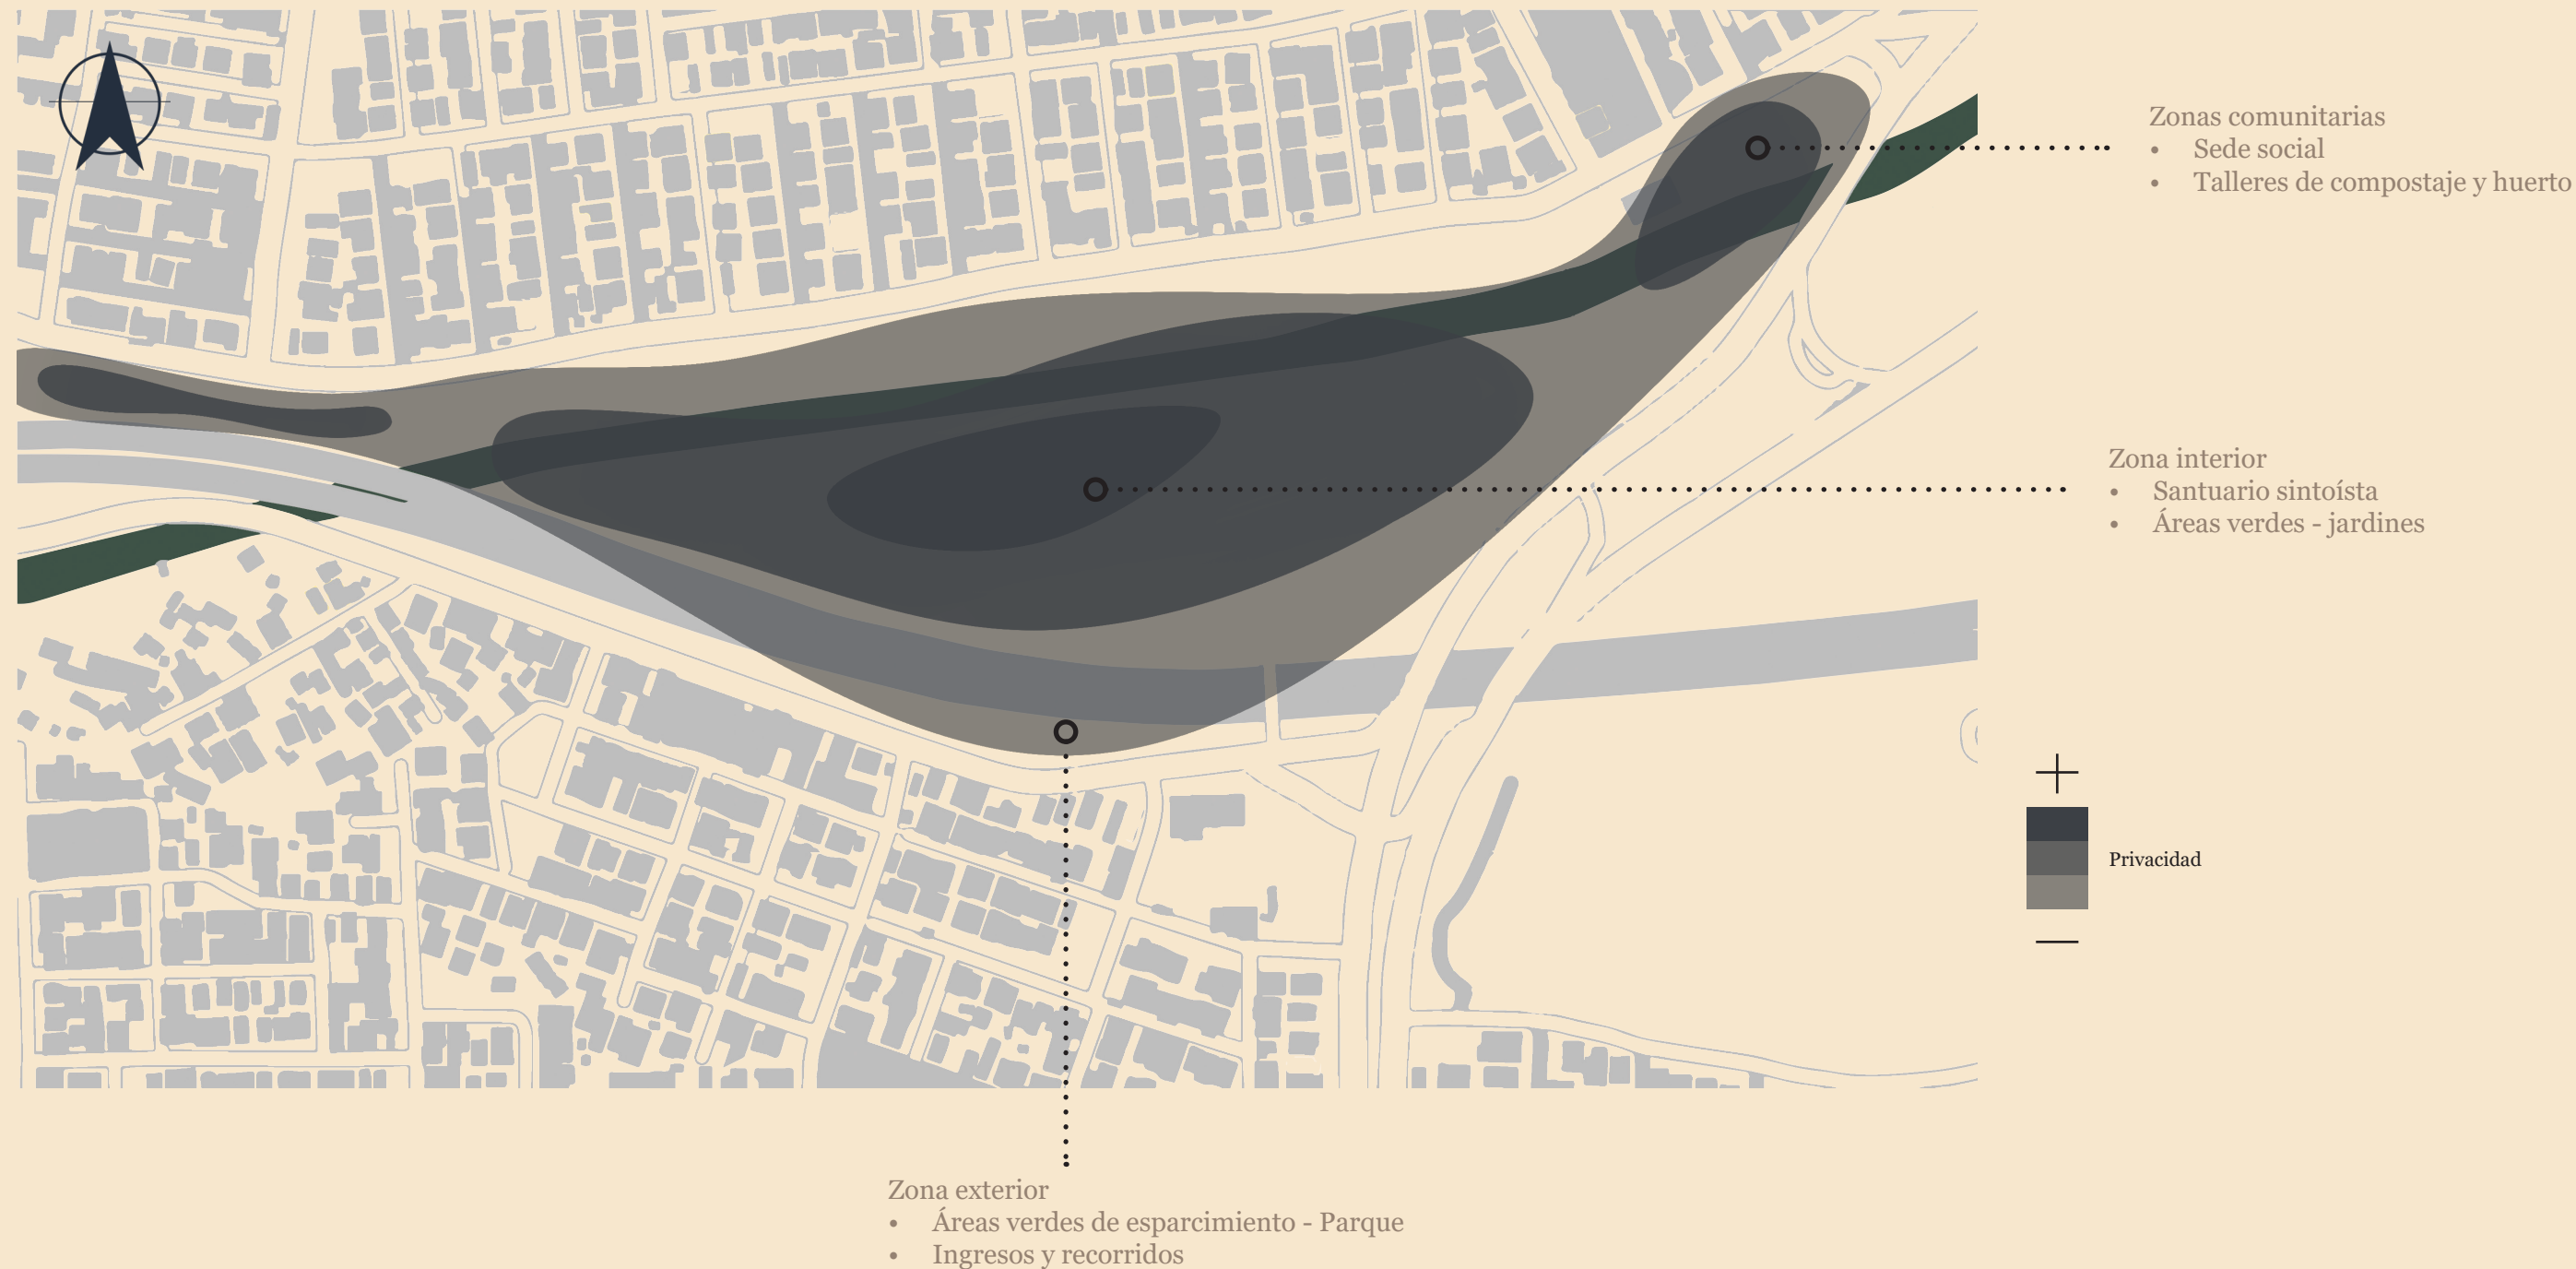 Zonas comunitarias
• Sede social
• Talleres de compostaje y huerto
Zona interior
• Santuario sintoísta
• Áreas verdes - jardines
Privacidad
Zona exterior
• Áreas verdes de esparcimiento - Parque
• Ingresos y recorridos